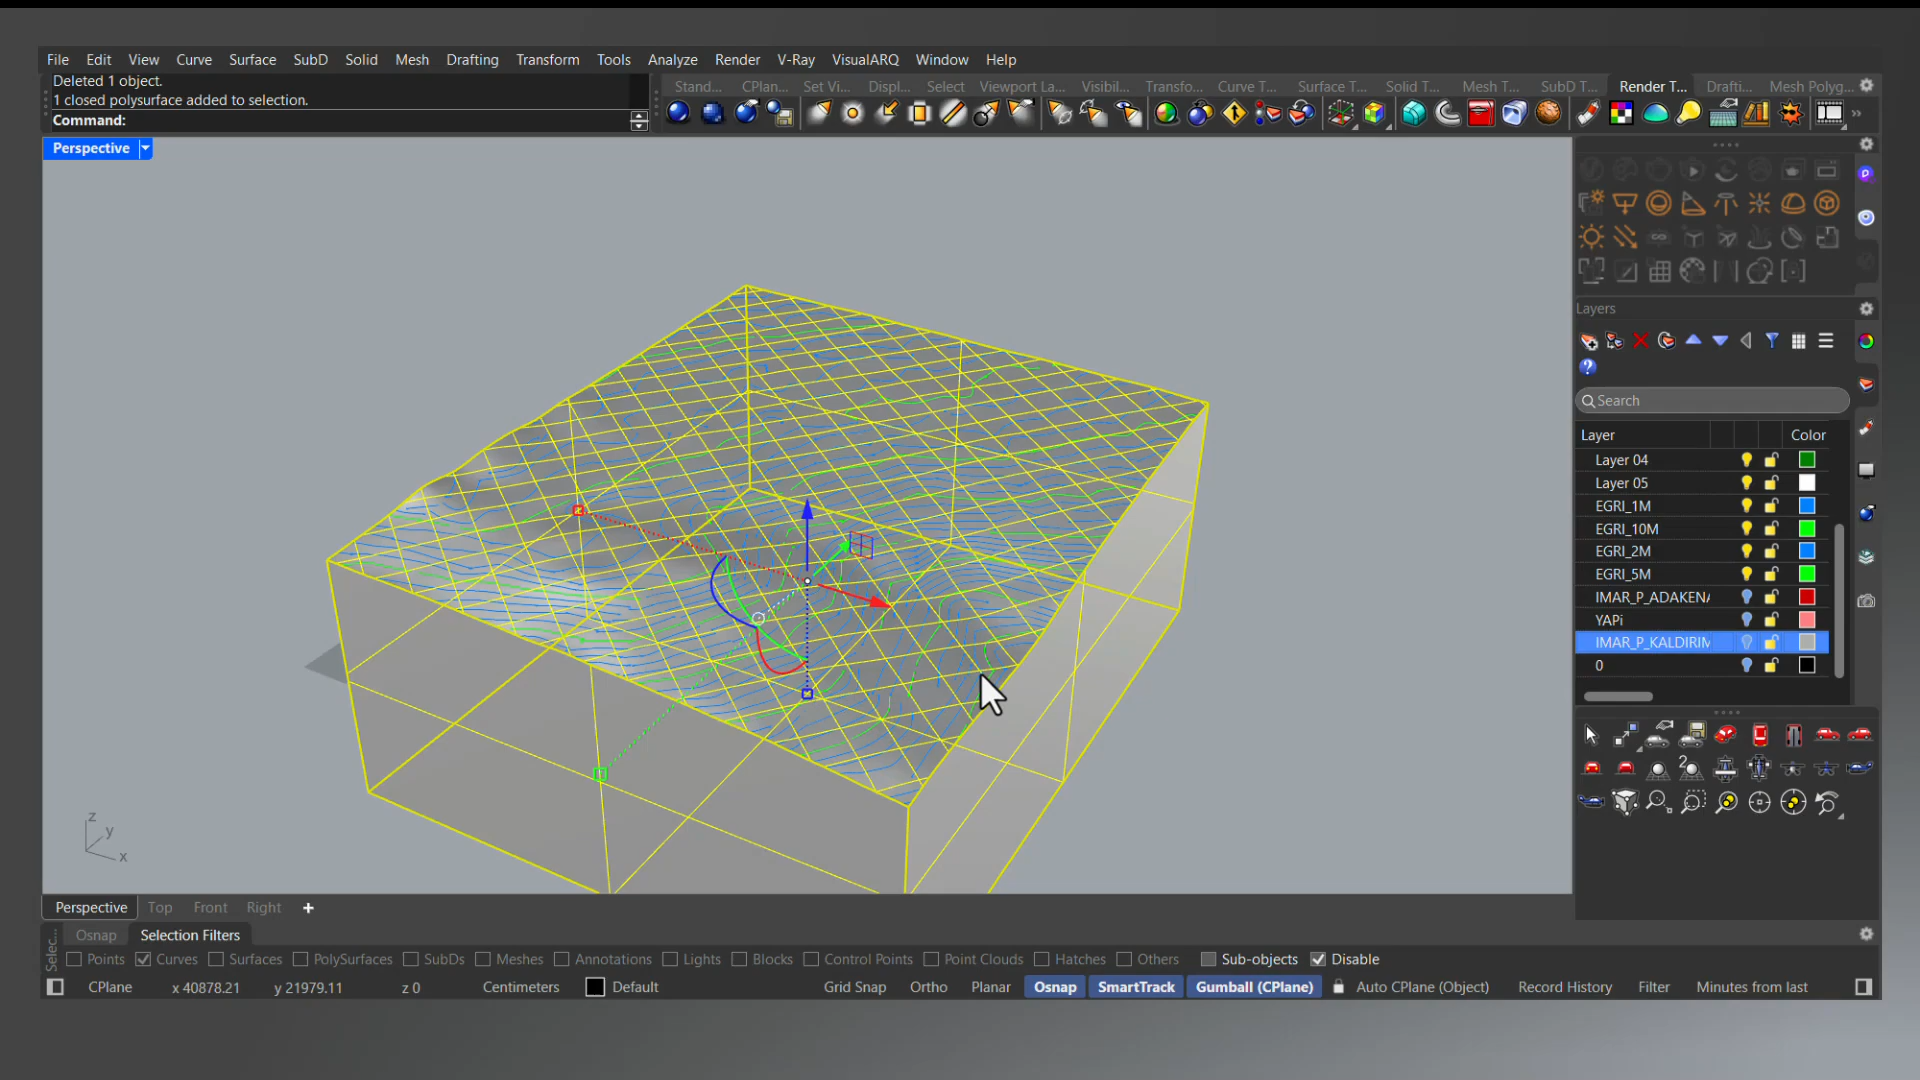 File Edit View Curve Surface SubD Solid Mesh Drafting Transform Tools Analyze Render V-Ray VisualARQ Window Help
Deleted 1 object.
1 closed polysurface added to selection.
Command:
Stand... CPlan... Set Vi... Displ... Select Viewport La... Visibil... Transfo... Curve T... Surface T... Solid T... Mesh T... SubD T... Render T... Drafti... Mesh Polyg...
Perspective
Layers
Search
Layer Color
Layer 04
Layer 05
EGRI_1M
EGRI_10M
EGRI_2M
EGRI_5M
IMAR_P_ADAKENA
YAPi
IMAR_P_KALDIRIM
0
2
z
y
x
Perspective Top Front Right
Osnap Selection Filters
Selec...
Points Curves Surfaces PolySurfaces SubDs Meshes Annotations Lights Blocks Control Points Point Clouds Hatches Others Sub-objects Disable
CPlane x 40878.21 y 21979.11 z 0 Centimeters Default Grid Snap Ortho Planar Osnap SmartTrack Gumball (CPlane) Auto CPlane (Object) Record History Filter Minutes from last